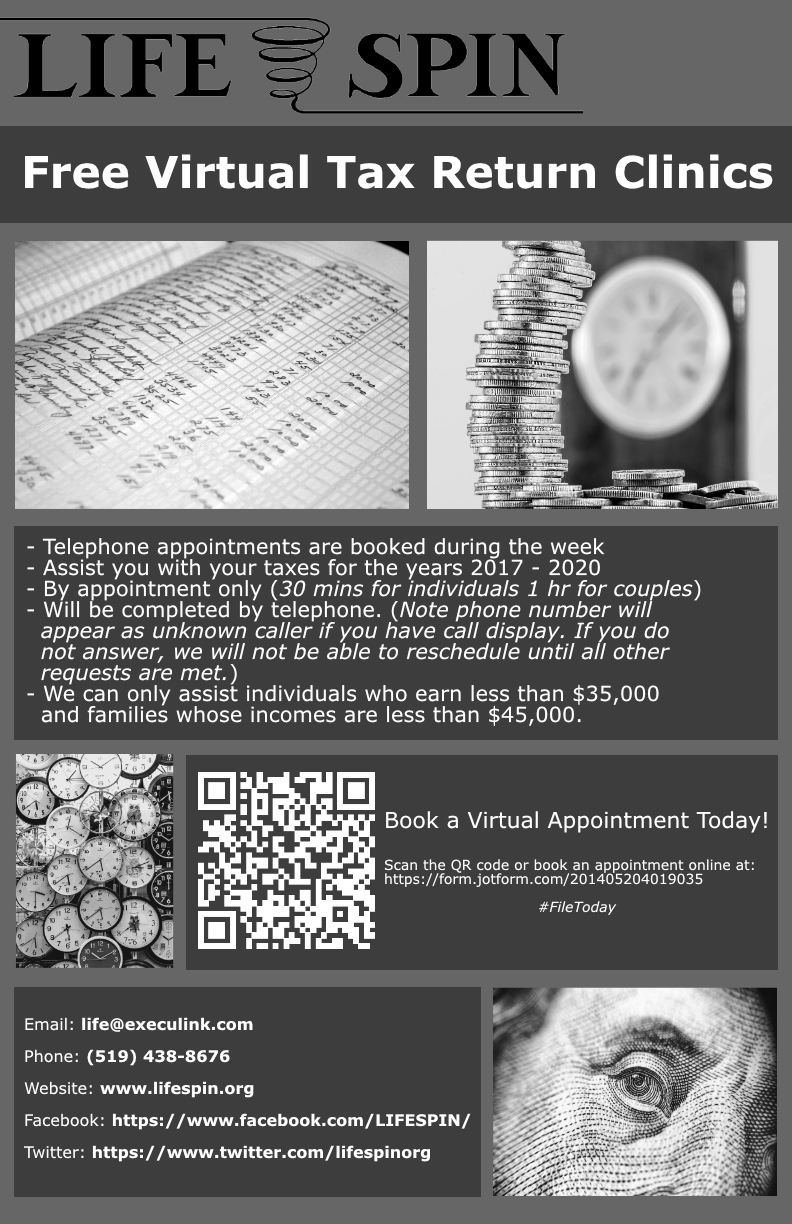 LIFE SPIN
Free Virtual Tax Return Clinics
- Telephone appointments are booked during the week
- Assist you with your taxes for the years 2017 - 2020
- By appointment only (30 mins for individuals 1 hr for couples)
- Will be completed by telephone. (Note phone number will
appear as unknown caller if you have call display. If you do
not answer, we will not be able to reschedule until all other
requests are met.)
- We can only assist individuals who earn less than $35,000
and families whose incomes are less than $45,000.
Book a Virtual Appointment Today!
Scan the QR code or book an appointment online at:
https://form.jotform.com/201405204019035
#FileToday
Email: life@execulink.com
Phone: (519) 438-8676
Website: www.lifespin.org
Facebook: https://www.facebook.com/LIFESPIN/
Twitter: https://www.twitter.com/lifespinorg